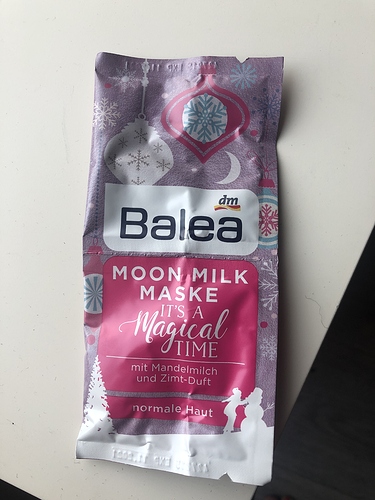 dm
Balea
MOON MILK
MASKE
IT'S A
Magical
TIME
mit Mandelmilch
und Zimt-Duft
normale Haut